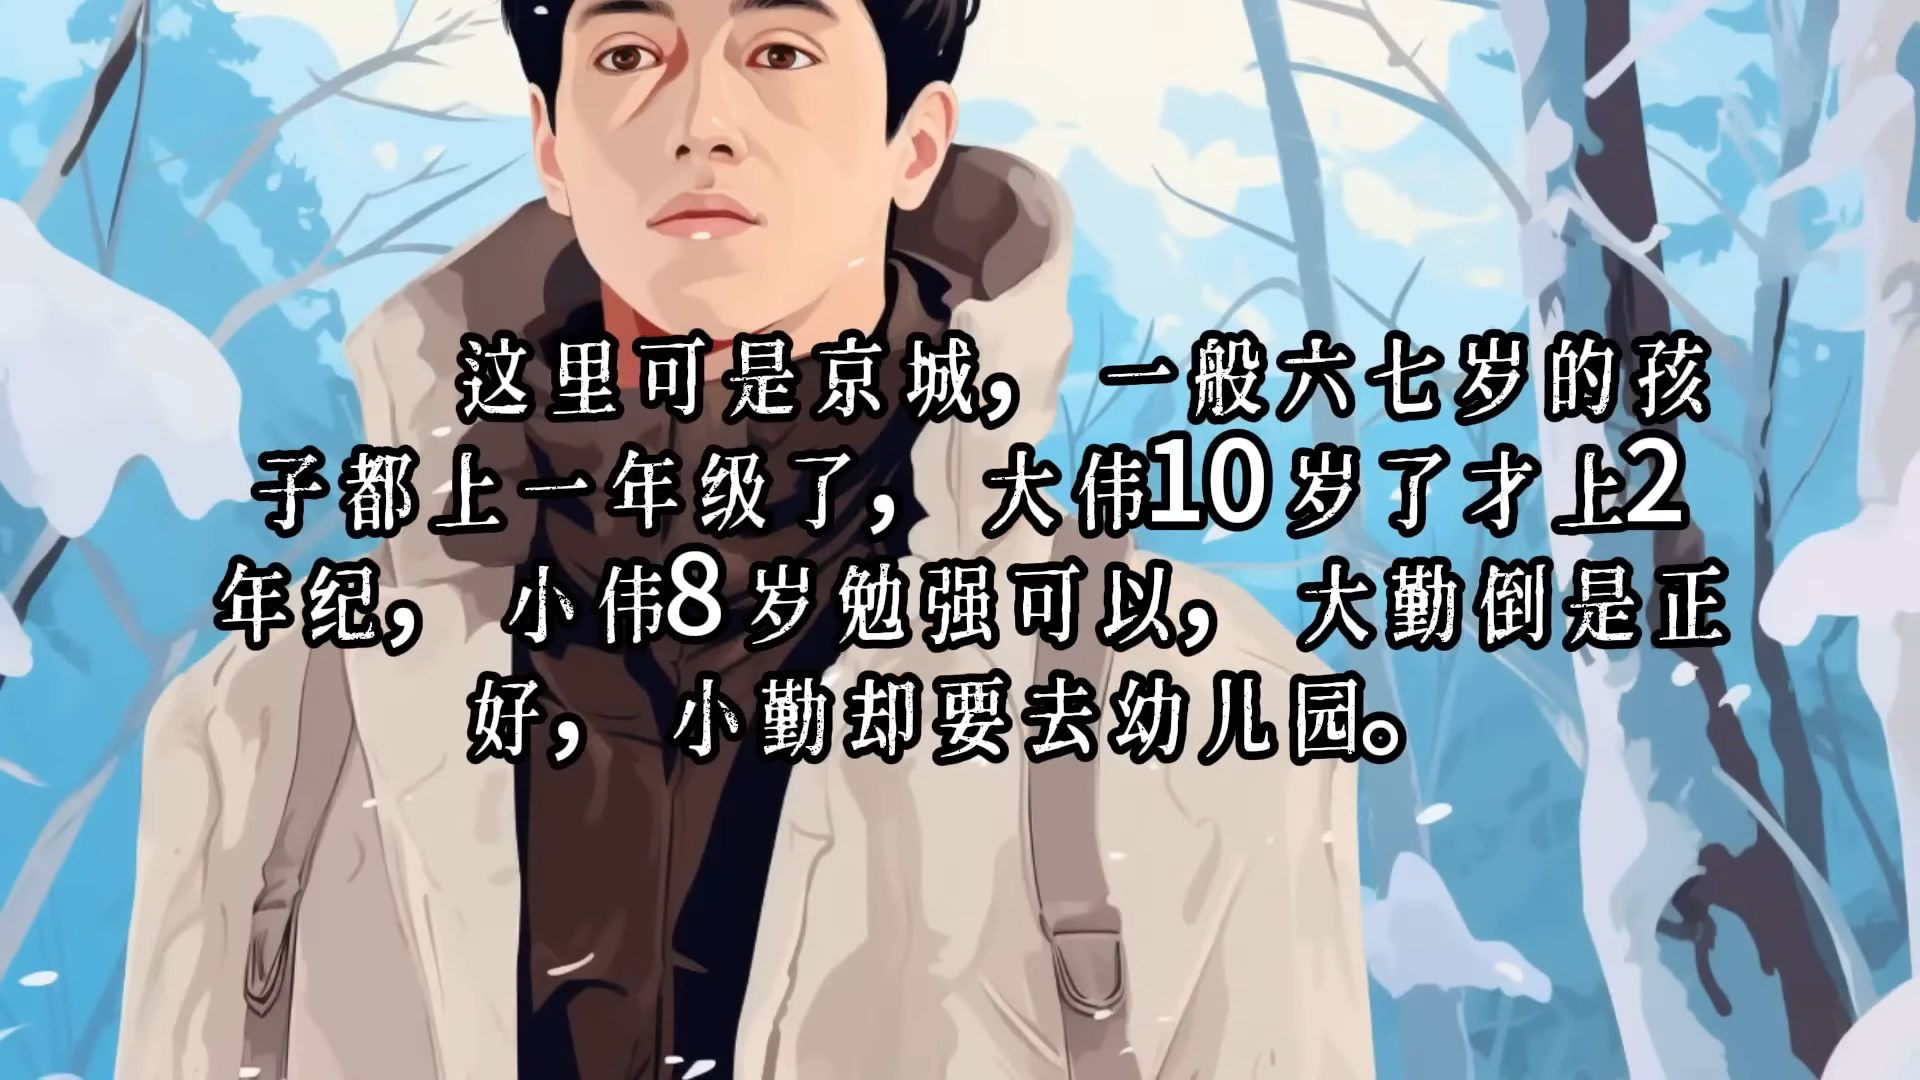 这里可是京城，一般六七岁的孩
子都上一年级了，大伟10岁了才上2
年纪，小伟8岁勉强可以，大勤倒是正
好，小勤却要去幼儿园。